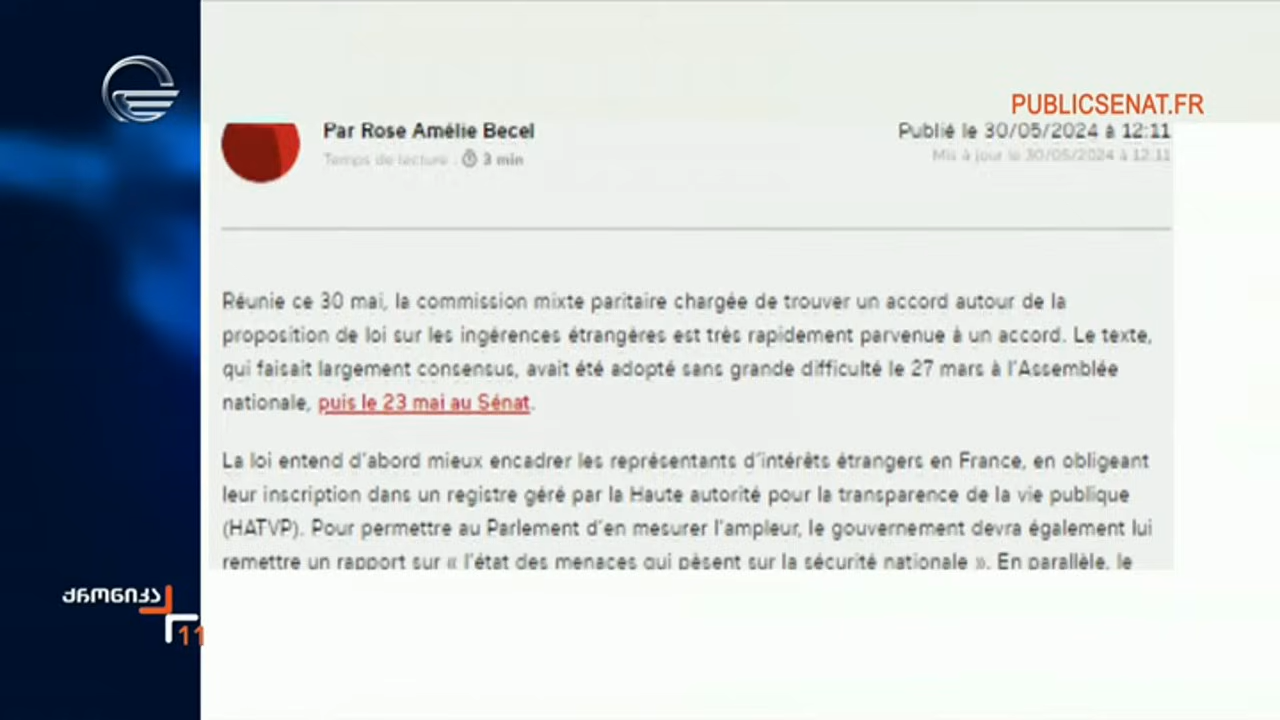 PUBLICSENAT.FR
Par Rose Amélie Becel
Publié le 30/05/2024 à 12:11
Temps de lecture : 3 min
Mis à jour le 30/05/2024 à 12:11
Réunie ce 30 mai, la commission mixte paritaire chargée de trouver un accord autour de la
proposition de loi sur les ingérences étrangères est très rapidement parvenue à un accord. Le texte,
qui faisait largement consensus, avait été adopté sans grande difficulté le 27 mars à l'Assemblée
nationale, puis le 23 mai au Sénat.
La loi entend d'abord mieux encadrer les représentants d'intérêts étrangers en France, en obligeant
leur inscription dans un registre géré par la Haute autorité pour la transparence de la vie publique
(HATVP). Pour permettre au Parlement d'en mesurer l'ampleur, le gouvernement devra également lui
remettre un rapport sur « l'état des menaces qui pèsent sur la sécurité nationale ». En parallèle, le
ქრონიკა
11